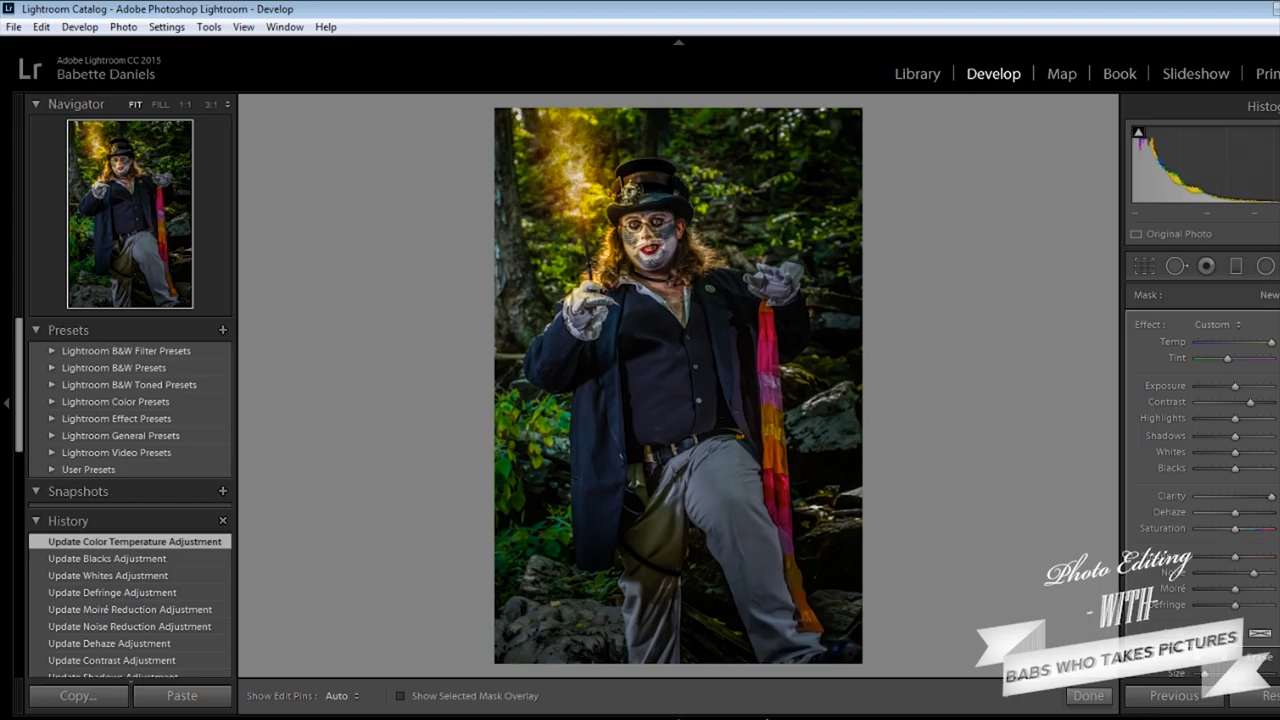 Lightroom Catalog - Adobe Photoshop Lightroom - Develop
File Edit Develop Photo Settings Tools View Window Help
Lr
Adobe Lightroom CC 2015
Babette Daniels
Library | Develop | Map | Book | Slideshow |
Navigator FIT FILL 1:1 3:1
Presets +
Lightroom B&W Filter Presets
Lightroom B&W Presets
Lightroom B&W Toned Presets
Lightroom Color Presets
Lightroom Effect Presets
Lightroom General Presets
Lightroom Video Presets
User Presets
Snapshots +
History X
Update Color Temperature Adjustment
Update Blacks Adjustment
Update Whites Adjustment
Update Defringe Adjustment
Update Moiré Reduction Adjustment
Update Noise Reduction Adjustment
Update Dehaze Adjustment
Update Contrast Adjustment
Copy... Paste
Show Edit Pins : Auto Show Selected Mask Overlay Done
Original Photo
Mask : New
Effect : Custom
Temp
Tint
Exposure
Contrast
Highlights
Shadows
Whites
Blacks
Clarity
Dehaze
Saturation
Moiré
Size
Previous
Photo Editing
- WITH
BABS WHO TAKES PICTURES